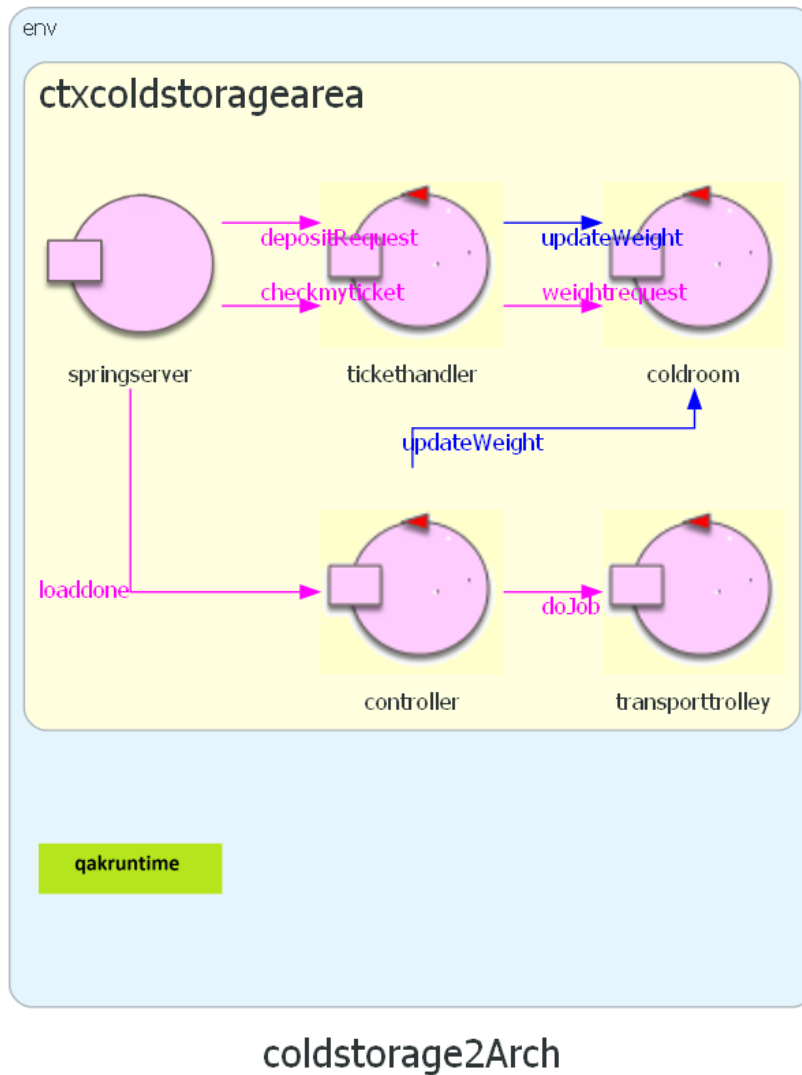 env
ctxcoldstoragearea
depositRequest
updateWeight
checkmyticket
weightrequest
springserver
tickethandler
coldroom
updateWeight
loaddone
doJob
controller
transporttrolley
qakruntime
coldstorage2Arch